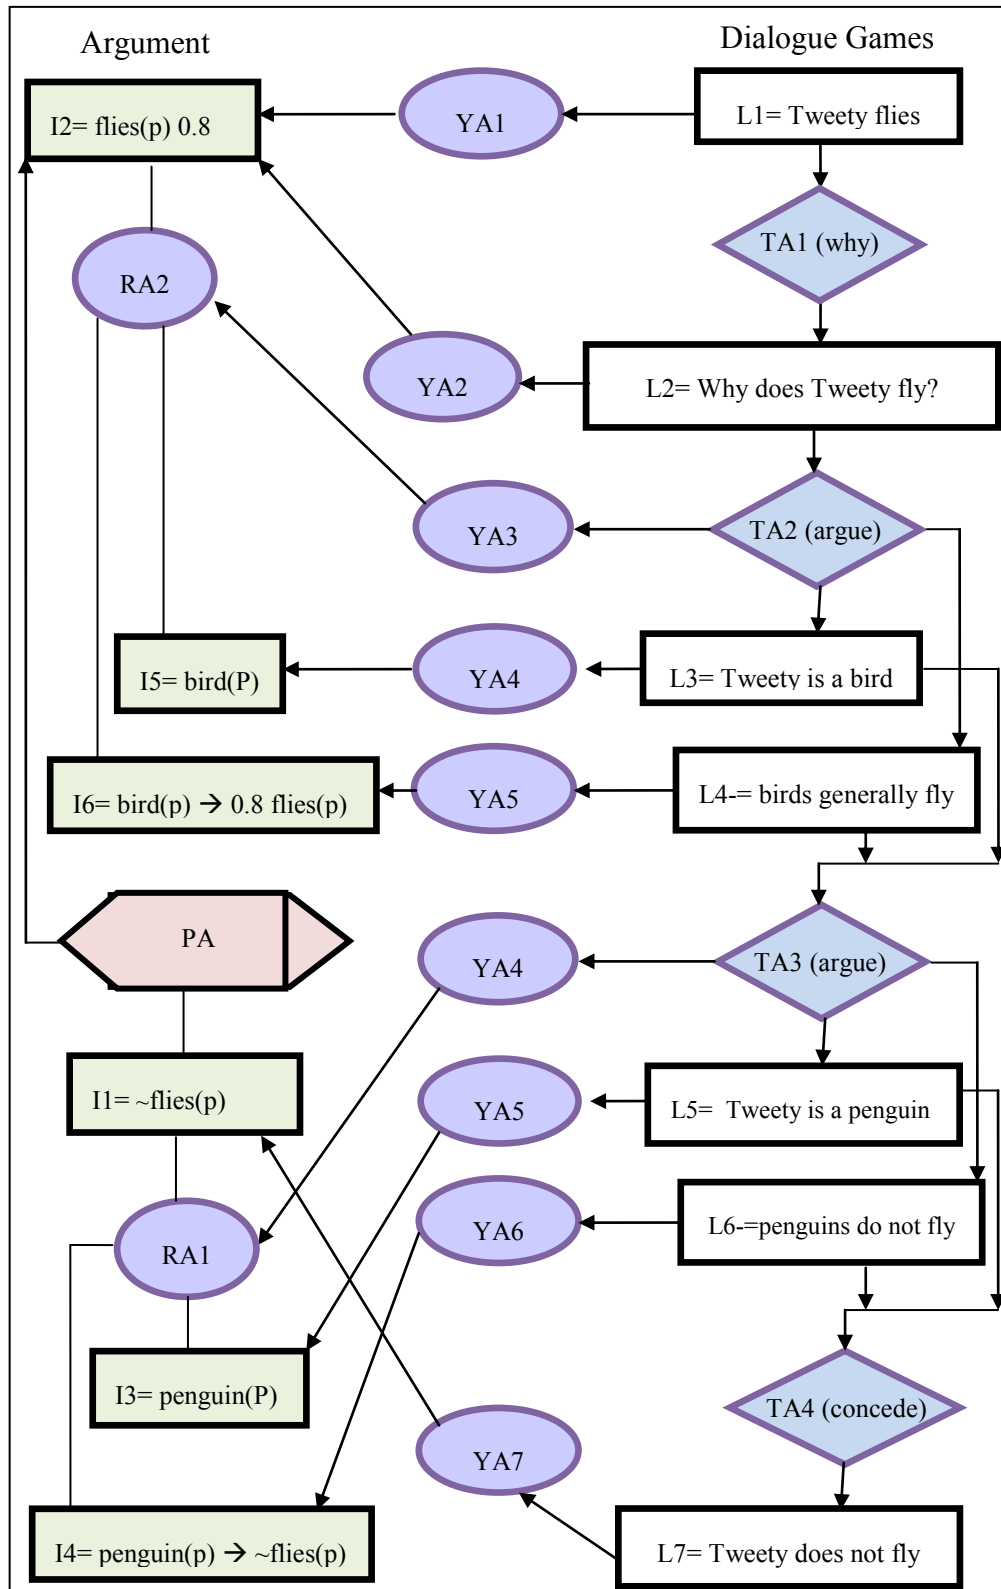 Argument
Dialogue Games
I2= flies(p) 0.8
YA1
L1= Tweety flies
TA1 (why)
RA2
YA2
L2= Why does Tweety fly?
YA3
TA2 (argue)
I5= bird(P)
YA4
L3= Tweety is a bird
I6= bird(p) → 0.8 flies(p)
YA5
L4-= birds generally fly
PA
YA4
TA3 (argue)
I1= ~flies(p)
YA5
L5=  Tweety is a penguin
RA1
YA6
L6-=penguins do not fly
I3= penguin(P)
TA4 (concede)
YA7
I4= penguin(p) → ~flies(p)
L7= Tweety does not fly